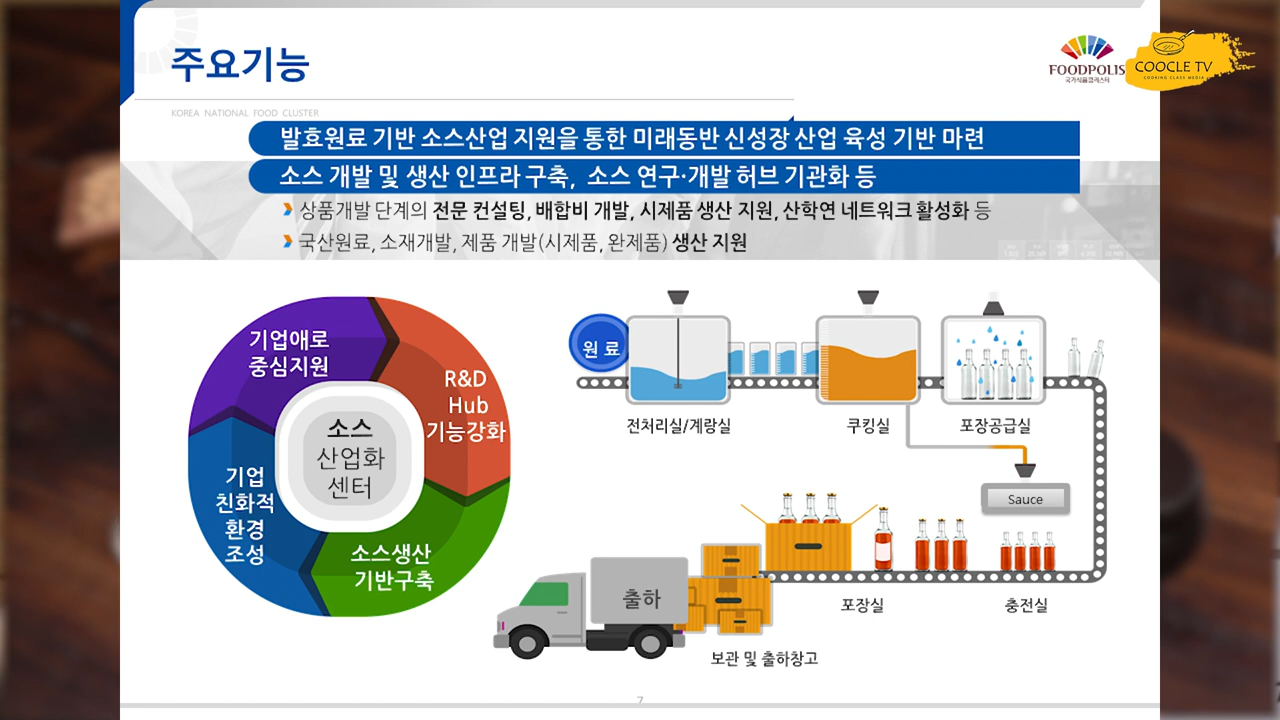 주요기능
FOODPOLIS
국가식품클러스터
COOCLE TV
COOKING CLASS MEDIA
KOREA NATIONAL FOOD CLUSTER
발효원료 기반 소스산업 지원을 통한 미래동반 신성장 산업 육성 기반 마련
소스 개발 및 생산 인프라 구축, 소스 연구·개발 허브 기관화 등
상품개발 단계의 전문 컨설팅, 배합비 개발, 시제품 생산 지원, 산학연 네트워크 활성화 등
국산원료, 소재개발, 제품 개발(시제품, 완제품) 생산 지원
기업애로
중심지원
R&D
Hub
기능강화
소스
산업화
센터
기업
친화적
환경
조성
소스생산
기반구축
원 료
전처리실/계량실
쿠킹실
포장공급실
Sauce
출하
포장실
충전실
보관 및 출하창고
7